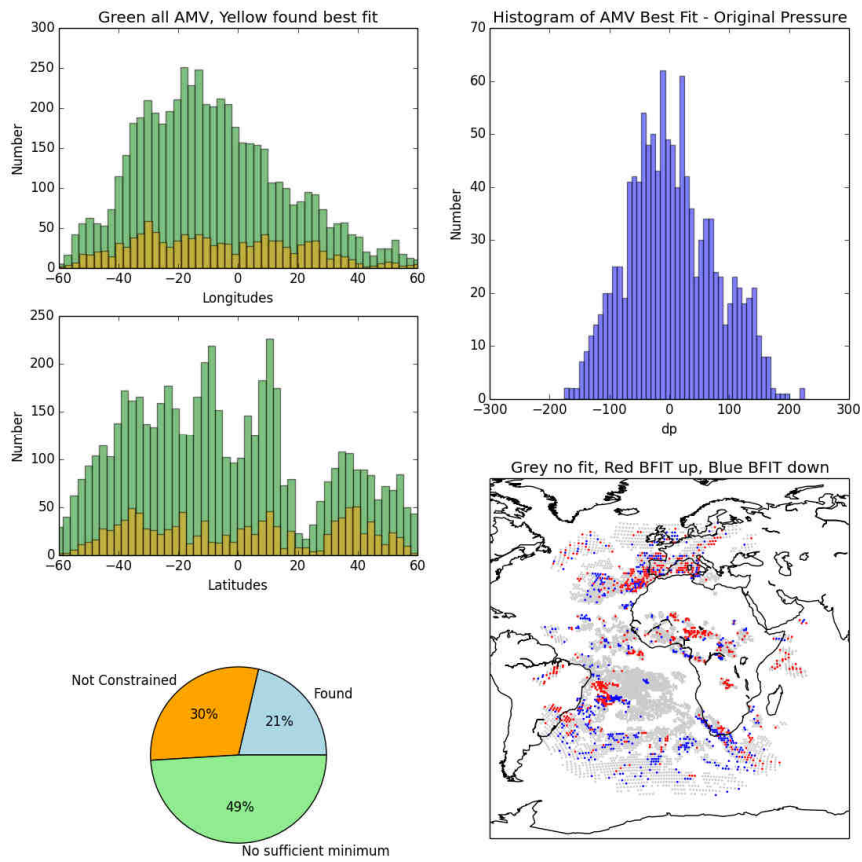 Green all AMV, Yellow found best fit
300
250
200
150
100
50
0
Number
−60 −40 −20 0 20 40 60
Longitudes
250
200
150
100
50
0
Number
−60 −40 −20 0 20 40 60
Latitudes
Not Constrained
30%
Found
21%
49%
No sufficient minimum
Histogram of AMV Best Fit - Original Pressure
70
60
50
40
30
20
10
0
Number
−300 −200 −100 0 100 200 300
dp
Grey no fit, Red BFIT up, Blue BFIT down